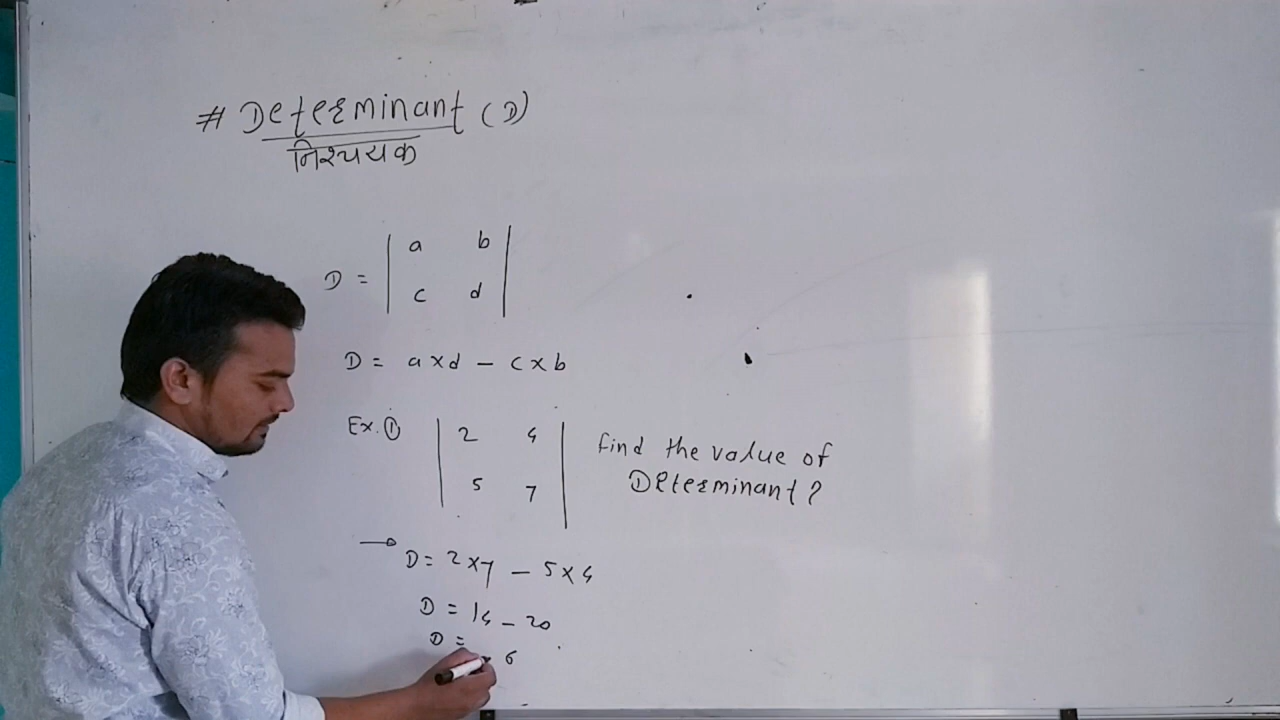 # Determinant (D)
निश्चयक
D = | a b |
| c d |
D = a×d - c×b
Ex. ① | 2 4 |
| 5 7 |
find the value of
Determinant?
→ D = 2×7 - 5×4
D = 14 - 20
D = - 6